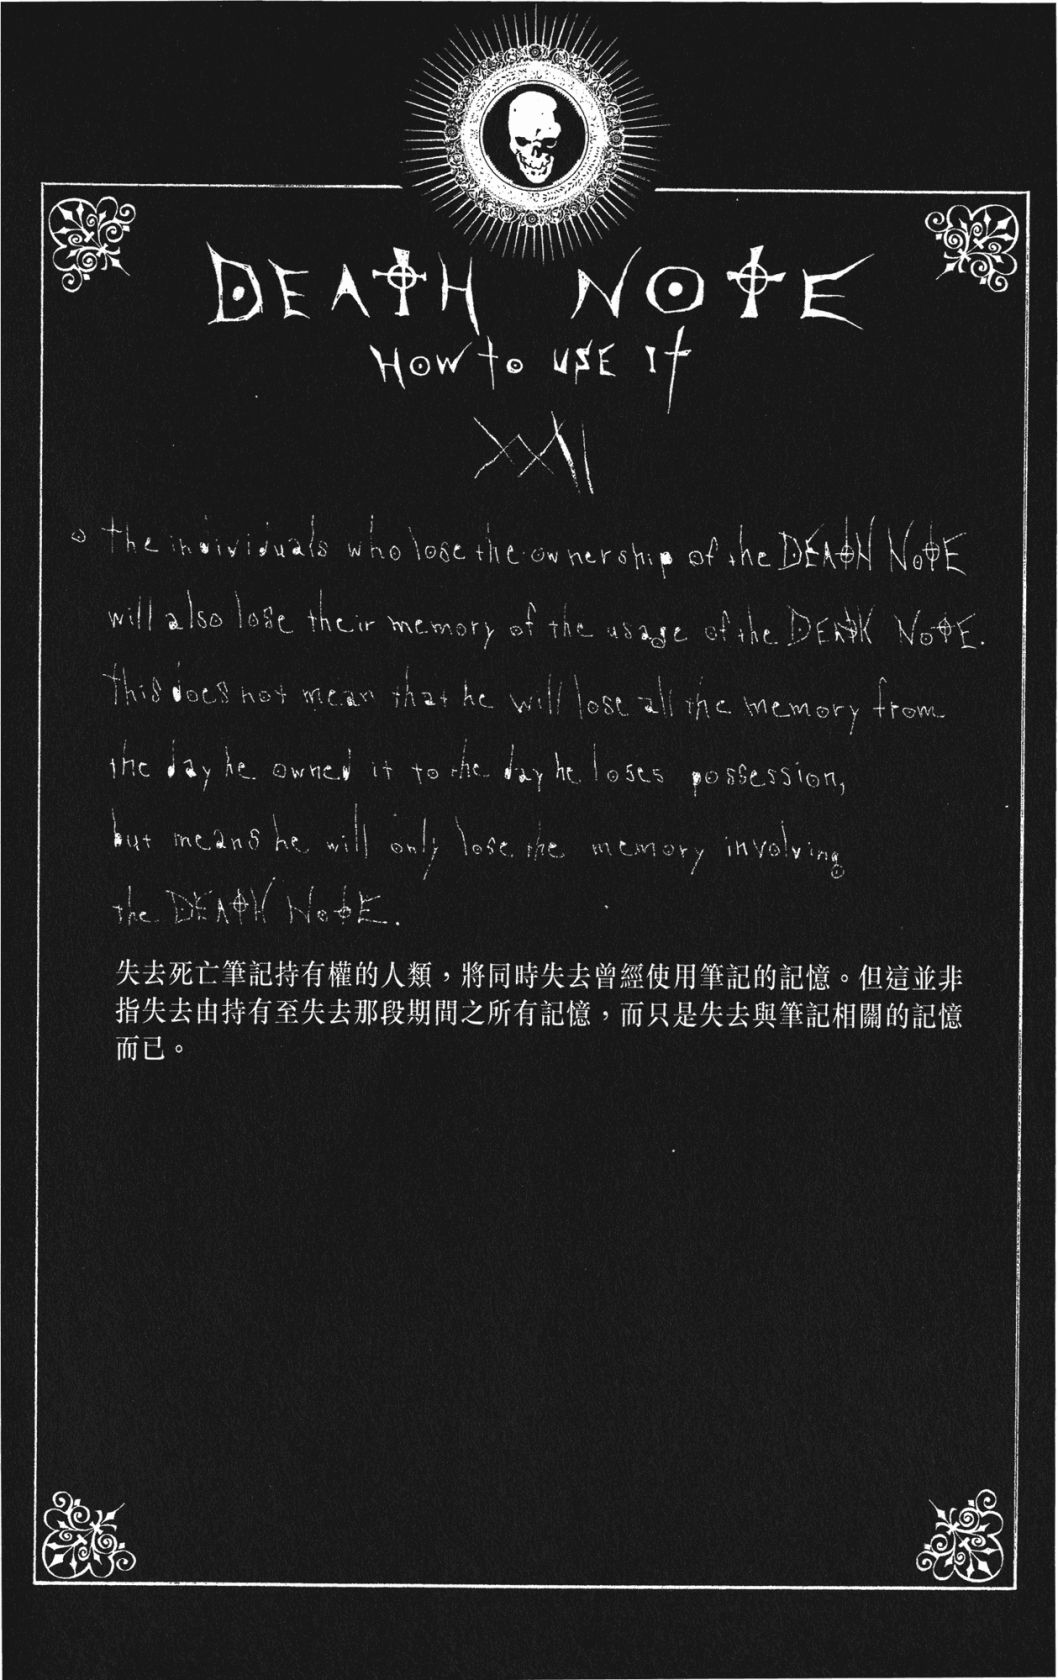 DEATH NOTE
HOW to USE It
XXII
the individuals who lose the ownership of the DEATH NOTE
will also lose their memory of the usage of the DEATH NOTE.
This does not mean that he will lose all the memory from
the day he owned it to the day he loses possession,
but means he will only lose the memory involving
the DEATH NOTE.
失去死亡筆記持有權的人類，將同時失去曾經使用筆記的記憶。但這並非
指失去由持有至失去那段期間之所有記憶，而只是失去與筆記相關的記憶
而已。